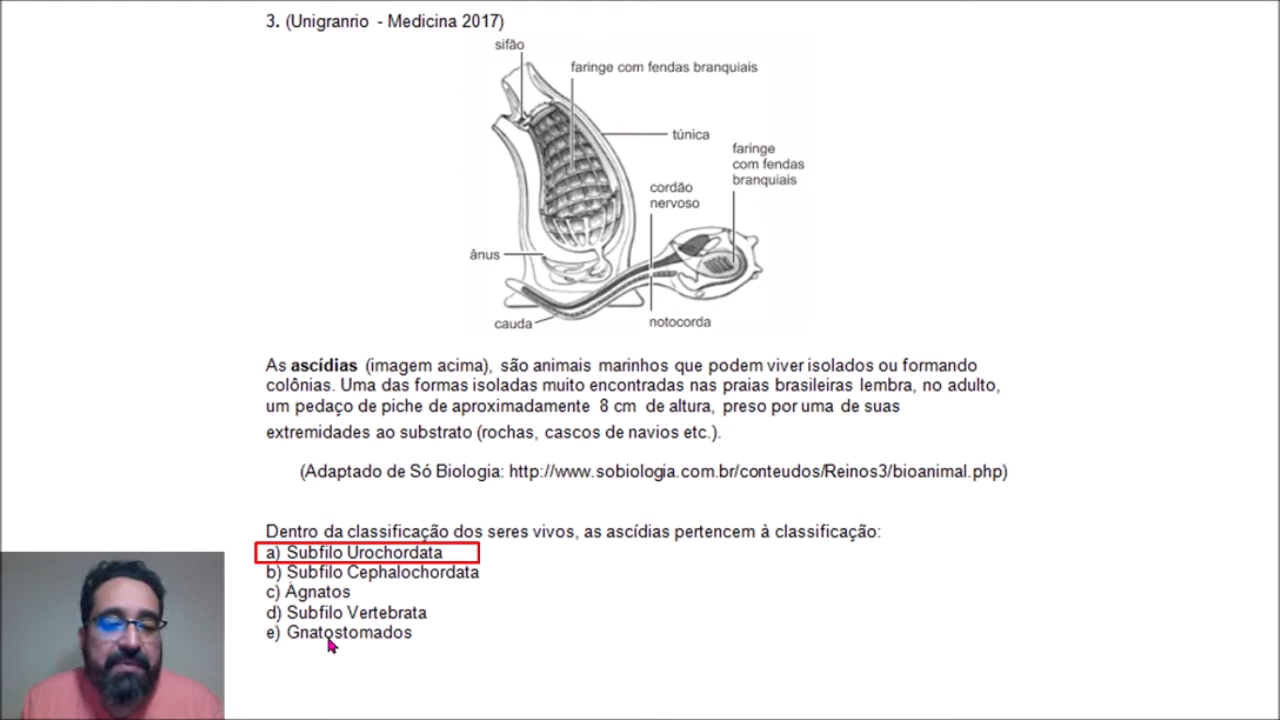 3. (Unigranrio - Medicina 2017)
sifão
faringe com fendas branquiais
túnica
faringe
com fendas
branquiais
cordão
nervoso
ânus
cauda
notocorda
As ascídias (imagem acima), são animais marinhos que podem viver isolados ou formando
colônias. Uma das formas isoladas muito encontradas nas praias brasileiras lembra, no adulto,
um pedaço de piche de aproximadamente 8 cm de altura, preso por uma de suas
extremidades ao substrato (rochas, cascos de navios etc.).
(Adaptado de Só Biologia: http://www.sobiologia.com.br/conteudos/Reinos3/bioanimal.php)
Dentro da classificação dos seres vivos, as ascídias pertencem à classificação:
a) Subfilo Urochordata
b) Subfilo Cephalochordata
c) Àgnatos
d) Subfilo Vertebrata
e) Gnatostomados